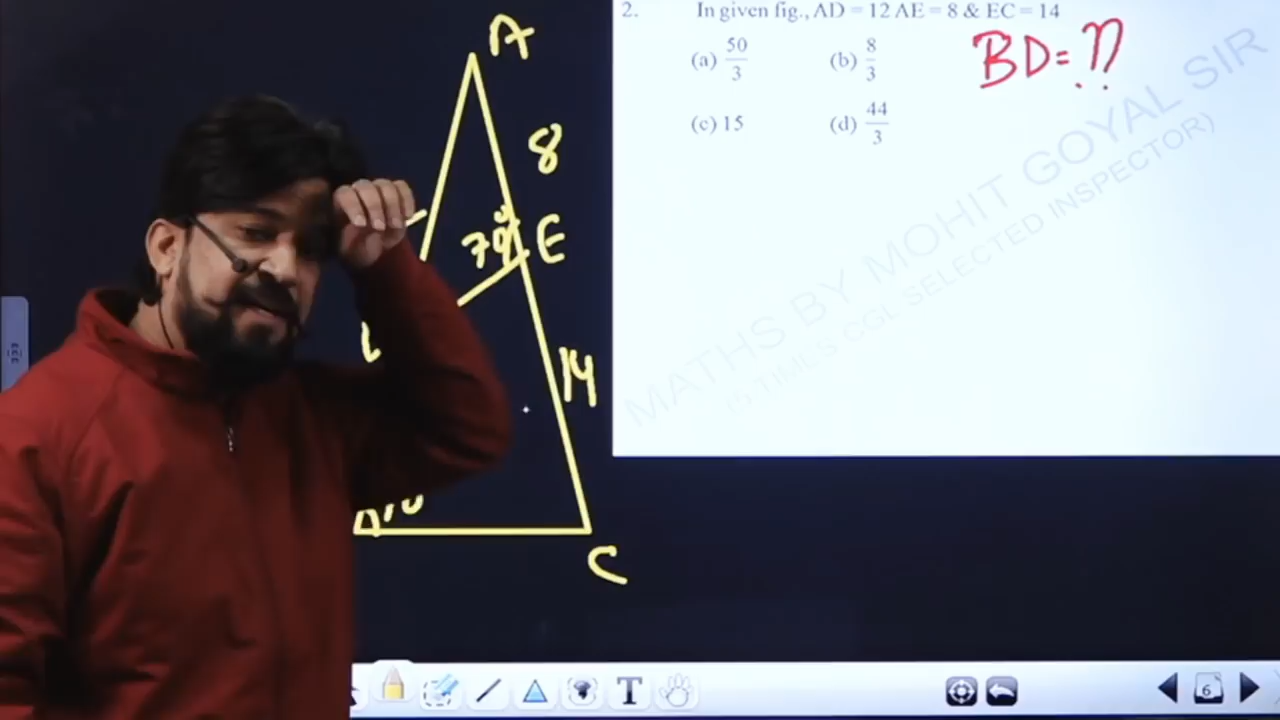 2. In given fig., AD = 12 AE = 8 & EC = 14
(a) 50/3 (b) 8/3
(c) 15 (d) 44/3
BD = ??
A
8
70°
E
14
C
MATHS BY MOHIT GOYAL SIR
CGL SELECTED INSPECTOR)
T
6